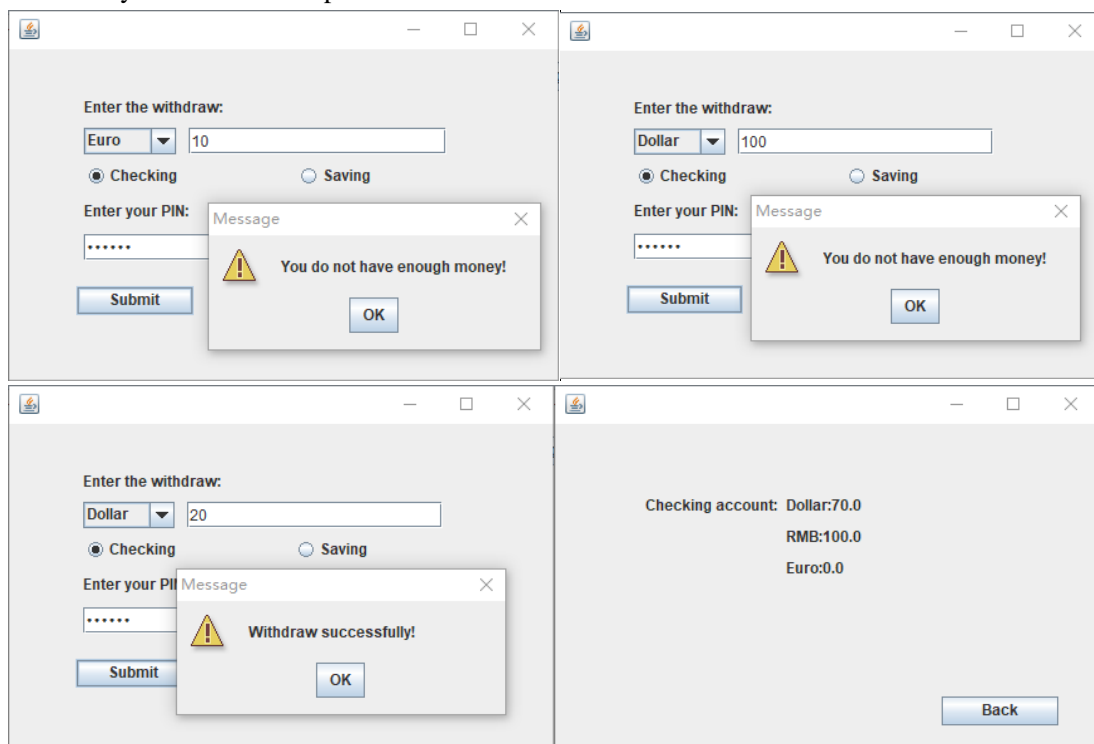 Enter the withdraw:
Euro 10
Checking Saving
Enter your PIN:
••••••
Message
You do not have enough money!
OK
Submit
Enter the withdraw:
Dollar 100
Checking Saving
Enter your PIN:
••••••
Message
You do not have enough money!
OK
Submit
Enter the withdraw:
Dollar 20
Checking Saving
Enter your PI
••••••
Message
Withdraw successfully!
OK
Submit
Checking account: Dollar:70.0
RMB:100.0
Euro:0.0
Back